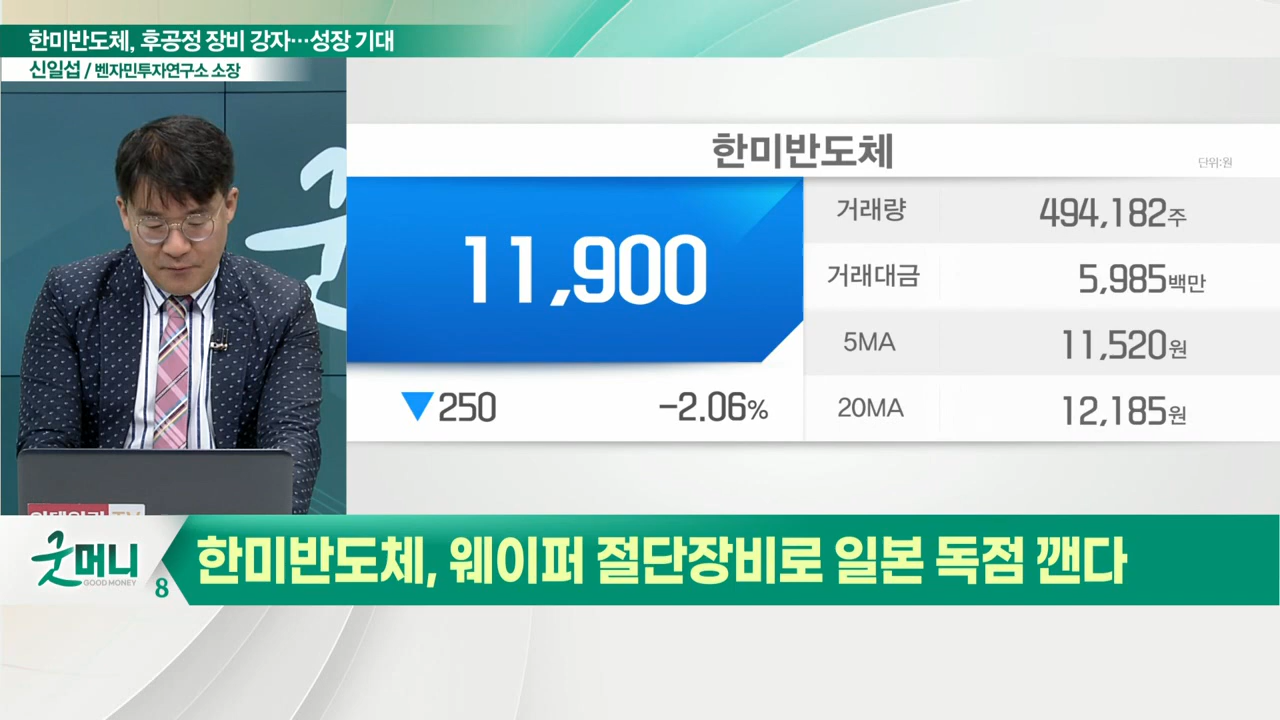 한미반도체, 후공정 장비 강자…성장 기대
신일섭 / 벤자민투자연구소 소장
한미반도체
단위:원
11,900
▼250 -2.06%
거래량 494,182주
거래대금 5,985백만
5MA 11,520원
20MA 12,185원
굿머니
GOOD MONEY
8
한미반도체, 웨이퍼 절단장비로 일본 독점 깬다